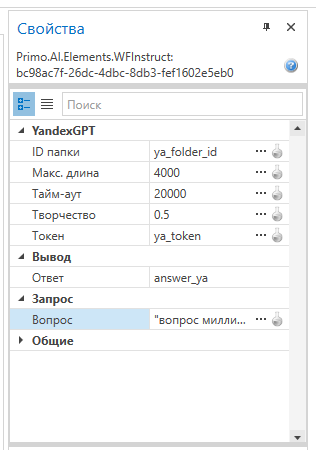 Свойства
Primo.AI.Elements.WFInstruct:
bc98ac7f-26dc-4dbc-8db3-fef1602e5eb0
Поиск
YandexGPT
ID папки ya_folder_id ...
Макс. длина 4000 ...
Тайм-аут 20000 ...
Творчество 0.5 ...
Токен ya_token ...
Вывод
Ответ answer_ya
Запрос
Вопрос "вопрос милли... ...
Общие